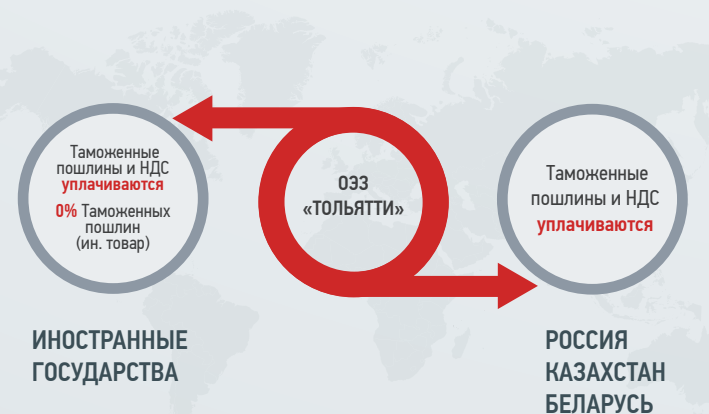 Таможенные
пошлины и НДС
уплачиваются
0% Таможенных
пошлин
(ин. товар)
ОЭЗ
«ТОЛЬЯТТИ»
Таможенные
пошлины и НДС
уплачиваются
ИНОСТРАННЫЕ
ГОСУДАРСТВА
РОССИЯ
КАЗАХСТАН
БЕЛАРУСЬ